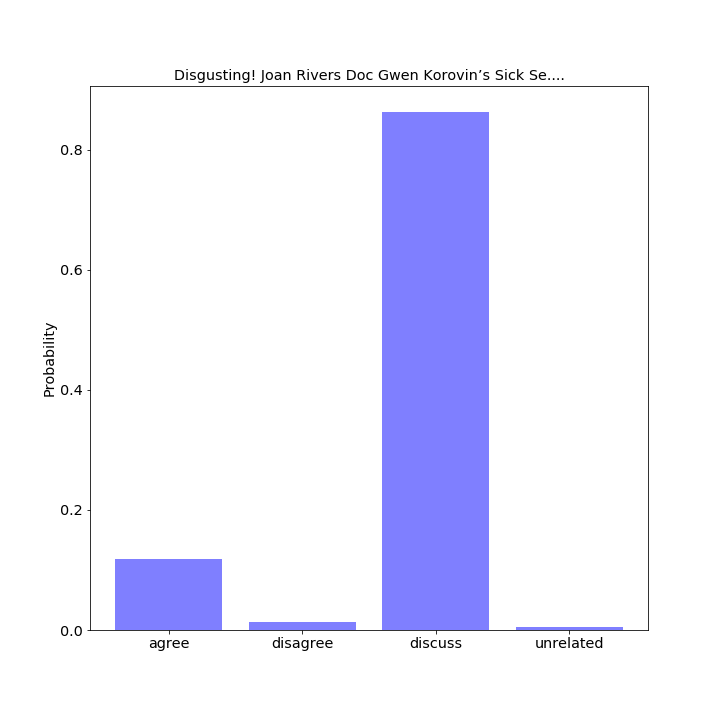 Disgusting! Joan Rivers Doc Gwen Korovin’s Sick Se....
0.8
0.6
0.4
0.2
0.0
Probability
agree disagree discuss unrelated